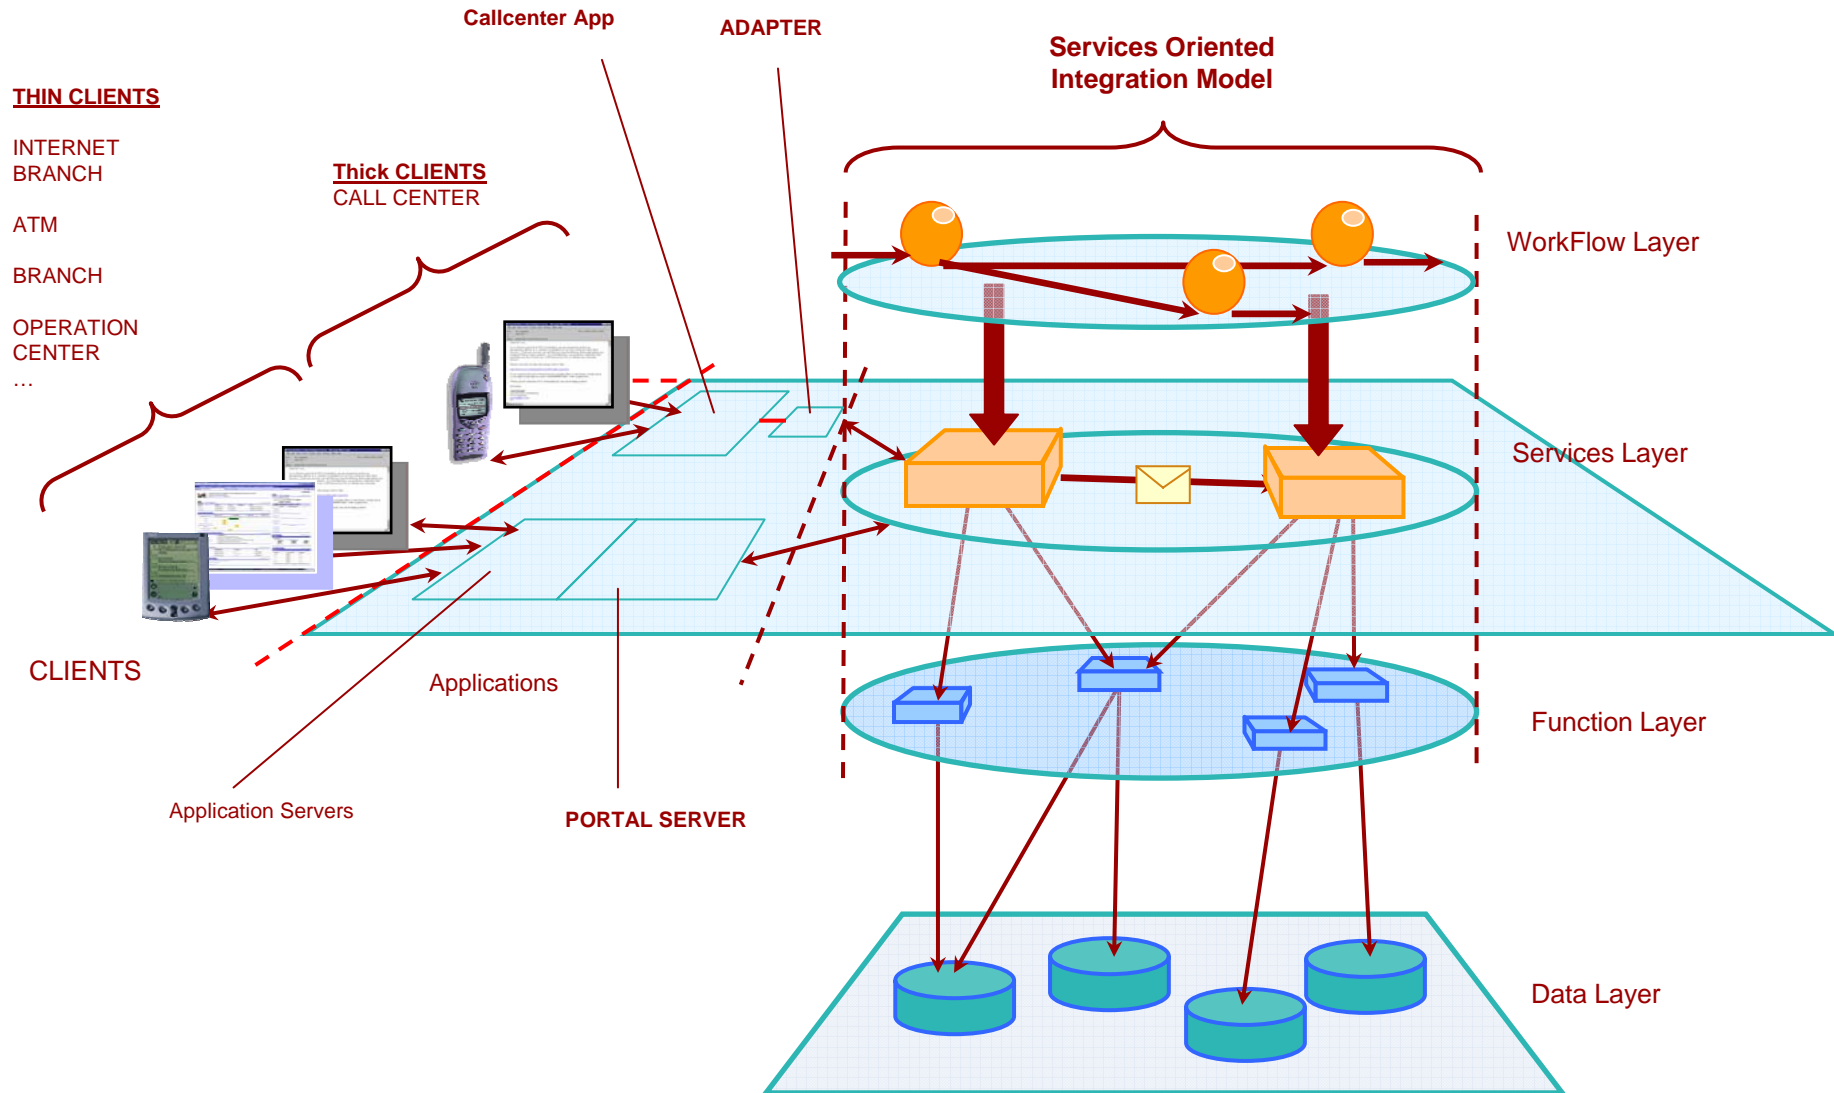 Callcenter App
ADAPTER
Services Oriented
Integration Model
THIN CLIENTS
INTERNET
BRANCH
ATM
BRANCH
OPERATION
CENTER
…
Thick CLIENTS
CALL CENTER
WorkFlow Layer
Services Layer
CLIENTS
Applications
Function Layer
Application Servers
PORTAL SERVER
Data Layer